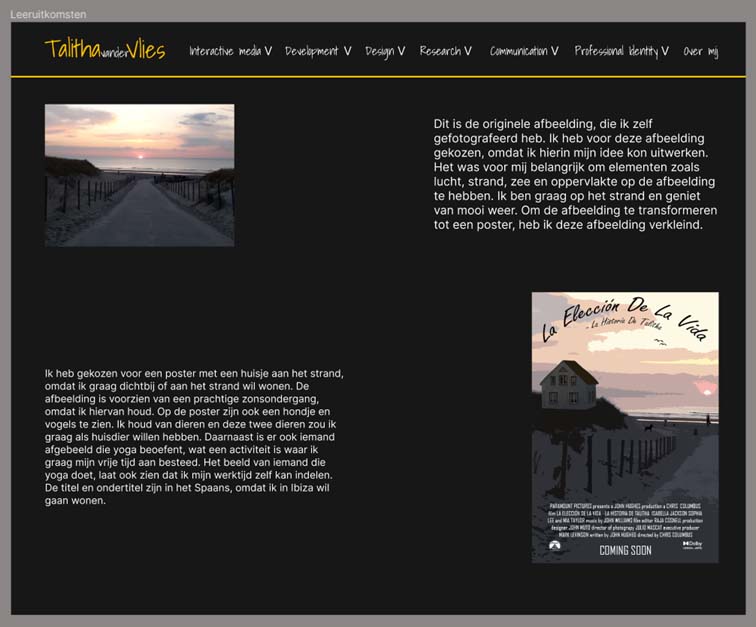 Leeruitkomsten
TalithavanderVlies Interactive media V Development V Design V Research V Communication V Professional Identity V Over mij
Dit is de originele afbeelding, die ik zelf
gefotografeerd heb. Ik heb voor deze afbeelding
gekozen, omdat ik hierin mijn idee kon uitwerken.
Het was voor mij belangrijk om elementen zoals
lucht, strand, zee en oppervlakte op de afbeelding
te hebben. Ik ben graag op het strand en geniet
van mooi weer. Om de afbeelding te transformeren
tot een poster, heb ik deze afbeelding verkleind.
Ik heb gekozen voor een poster met een huisje aan het strand,
omdat ik graag dichtbij of aan het strand wil wonen. De
afbeelding is voorzien van een prachtige zonsondergang,
omdat ik hiervan houd. Op de poster zijn ook een hondje en
vogels te zien. Ik houd van dieren en deze twee dieren zou ik
graag als huisdier willen hebben. Daarnaast is er ook iemand
afgebeeld die yoga beoefent, wat een activiteit is waar ik
graag mijn vrije tijd aan besteed. Het beeld van iemand die
yoga doet, laat ook zien dat ik mijn werktijd zelf kan indelen.
De titel en ondertitel zijn in het Spaans, omdat ik in Ibiza wil
gaan wonen.
La Elección De La Vida
- La Historia De Talitha
PARAMOUNT PICTURES presents a JOHN HUGHES production a CHRIS COLUMBUS
film LA ELECCIÓN DE LA VIDA - LA HISTORIA DE TALITHA ISABELLA JACKSON SOPHIA
LEE and MIA TAYLOR music by JOHN WILLIAMS film editor RAJA COSNELL production
designer JOHN MUTO director of photograpy JULIO MASCAT executive producer
MARK LEVINSON written by JOHN HUGHES directed by CHRIS COLUMBUS
COMING SOON
Dolby